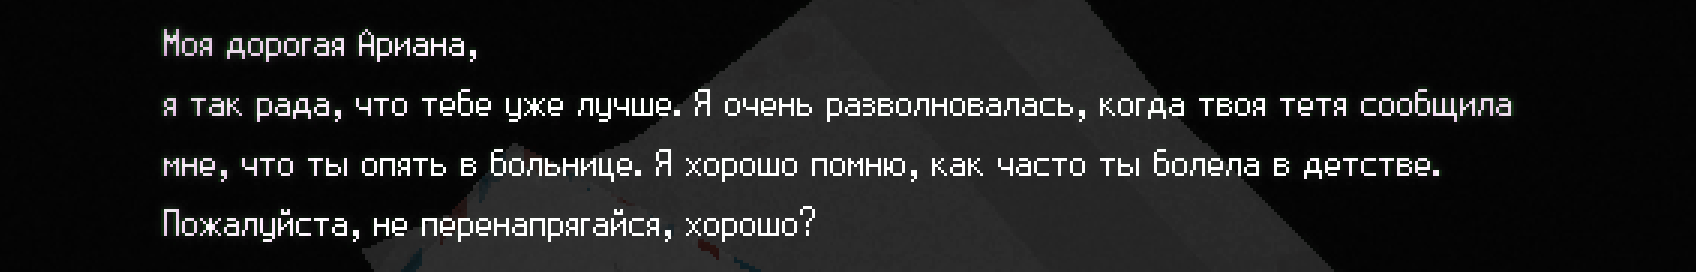 Моя дорогая Ариана,
я так рада, что тебе уже лучше. Я очень разволновалась, когда твоя тетя сообщила
мне, что ты опять в больнице. Я хорошо помню, как часто ты болела в детстве.
Пожалуйста, не перенапрягайся, хорошо?